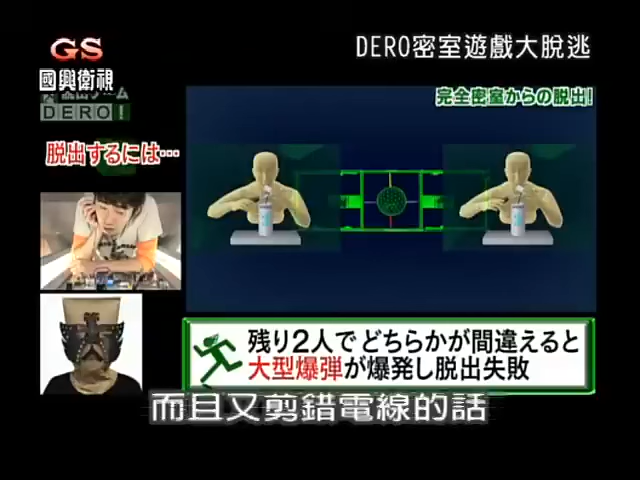 GS
國興衛視
DERO密室遊戲大脫逃
DERO!
完全密室からの脱出!
脱出するには…
残り2人でどちらかが間違えると
大型爆弾が爆発し脱出失敗
而且又剪錯電線的話